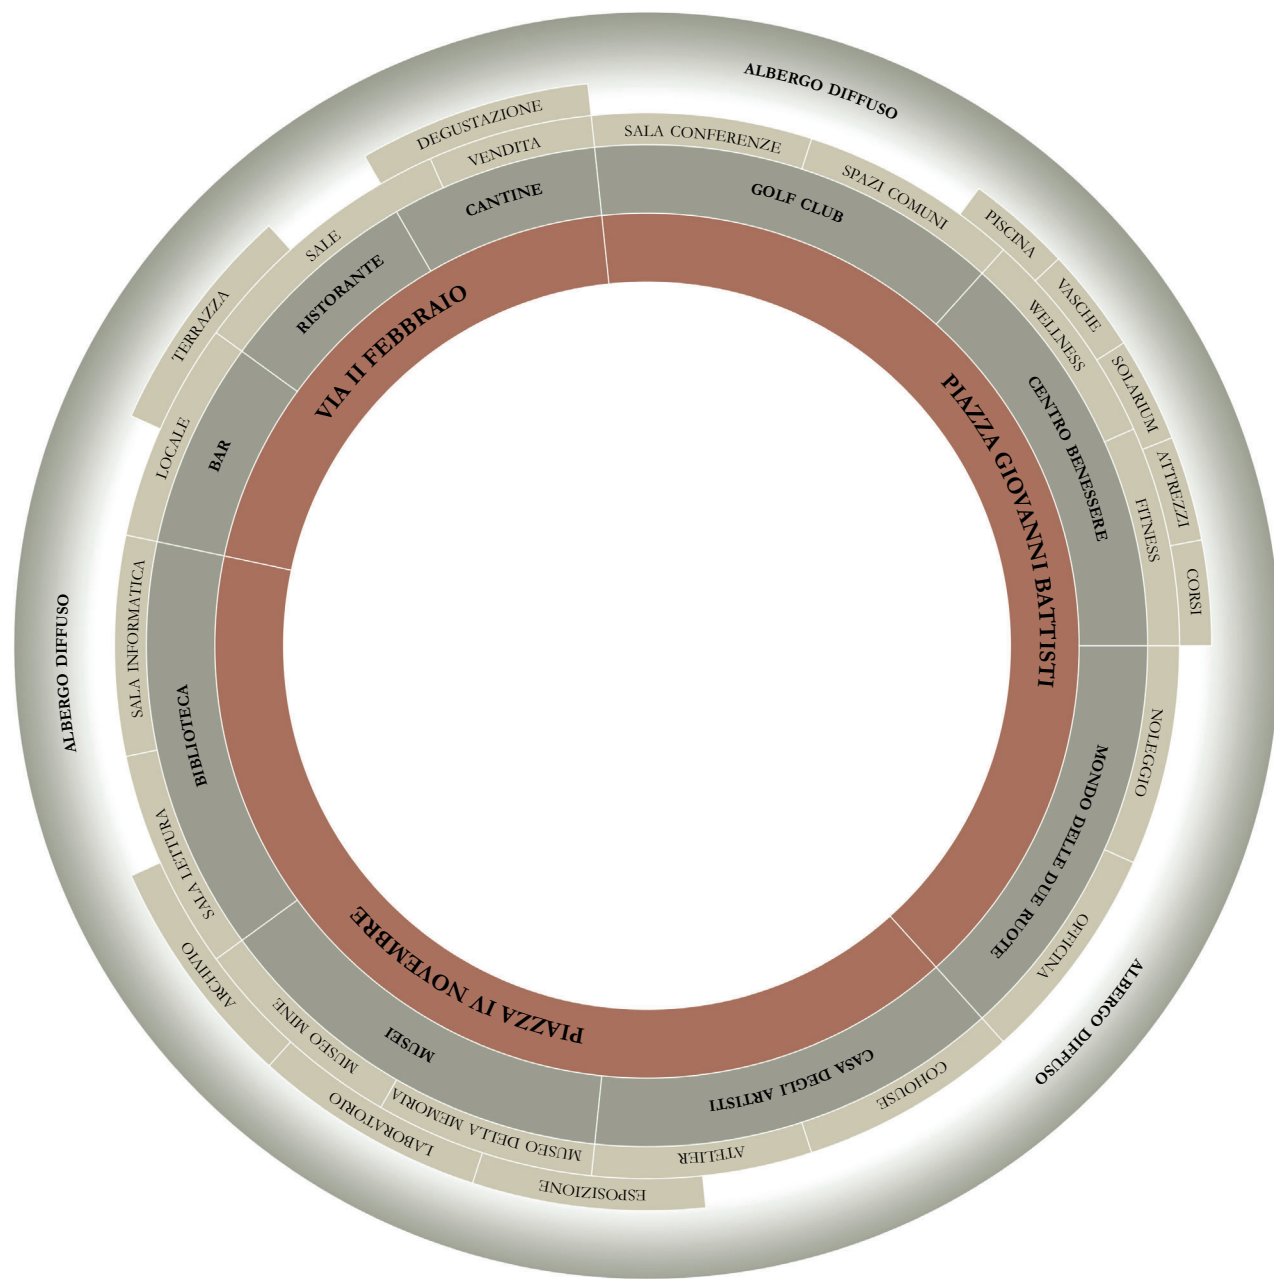 ALBERGO DIFFUSO
DEGUSTAZIONE
VENDITA
SALA CONFERENZE
SPAZI COMUNI
CANTINE
GOLF CLUB
PISCINA
SALE
VASCHE
TERRAZZA
RISTORANTE
WELLNESS
VIA II FEBBRAIO
SOLARIUM
CENTRO BENESSERE
PIAZZA GIOVANNI BATTISTI
LOCALE
BAR
ATTREZZI
FITNESS
CORSI
ALBERGO DIFFUSO
SALA INFORMATICA
BIBLIOTECA
NOLEGGIO
MONDO DELLE DUE RUOTE
SALA LETTURA
OFFICINA
PIAZZA IV NOVEMBRE
ARCHIVIO
ALBERGO DIFFUSO
MUSEO MINE
MUSEI
CASA DEGLI ARTISTI
COHOUSE
LABORATORIO
MUSEO DELLA MEMORIA
ATELIER
ESPOSIZIONE